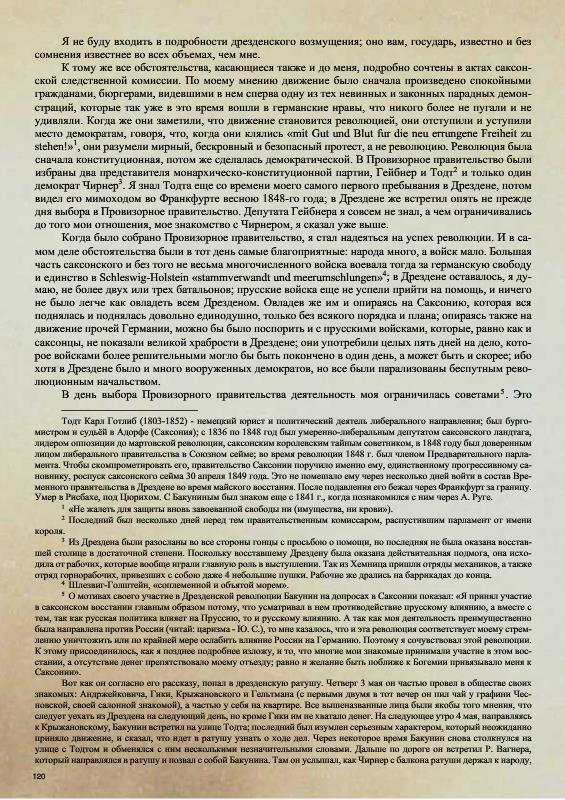 Я не буду входить в подробности дрезденского возмущения; оно вам, государь, известно и без
сомнения известнее во всех объемах, чем мне.
К тому же все обстоятельства, касающиеся также и до меня, подробно сочтены в актах саксон-
ской следственной комиссии. По моему мнению движение было сначала произведено спокойными
гражданами, бюргерами, видевшими в нем сперва одну из тех невинных и законных парадных демон-
страций, которые так уже в это время вошли в германские нравы, что никого более не пугали и не
удивляли. Когда же они заметили, что движение становится революцией, они отступили и уступили
место демократам, говоря, что, когда они клялись «mit Gut und Blut fur die neu errungene Freiheit zu
stehen!»¹, они разумели мирный, бескровный и безопасный протест, а не революцию. Революция была
сначала конституционная, потом же сделалась демократической. В Провизорное правительство были
избраны два представителя монархическо-конституционной партии, Гейбнер и Тодт² и только один
демократ Чирнер³. Я знал Тодта еще со времени моего самого первого пребывания в Дрездене, потом
видел его мимоходом во Франкфурте весною 1848-го года; в Дрездене же встретил опять не прежде
дня выбора в Провизорное правительство. Депутата Гейбнера я совсем не знал, а чем ограничивались
до того мои отношения, мое знакомство с Чирнером, я сказал уже выше.
Когда было собрано Провизорное правительство, я стал надеяться на успех революции. И в са-
мом деле обстоятельства были в тот день самые благоприятные: народа много, а войск мало. Большая
часть саксонского и без того не весьма многочисленного войска воевала тогда за германскую свободу
и единство в Schleswig-Holstein «stammverwandt und meerumschlungen»⁴; в Дрездене оставалось, я ду-
маю, не более двух или трех батальонов; прусские войска еще не успели прийти на помощь, и ничего
не было легче как овладеть всем Дрезденом. Овладев же им и опираясь на Саксонию, которая вся
поднялась и поднялась довольно единодушно, только без всякого порядка и плана; опираясь также на
движение прочей Германии, можно бы было поспорить и с прусскими войсками, которые, равно как и
саксонцы, не показали великой храбрости в Дрездене; они употребили целых пять дней на дело, кото-
рое войсками более решительными могло бы быть покончено в один день, а может быть и скорее; ибо
хотя в Дрездене было и много вооруженных демократов, но все были парализованы беспутным рево-
люционным начальством.
В день выбора Провизорного правительства деятельность моя ограничилась советами⁵. Это
Тодт Карл Готлиб (1803-1852) - немецкий юрист и политический деятель либерального направления; был бурго-
мистром и судьёй в Адорфе (Саксония); с 1836 по 1848 год был умеренно-либеральным депутатом саксонского ландтага,
лидером оппозиции до мартовской революции, саксонским королевским тайным советником, в 1848 году был доверенным
лицом либерального правительства в Союзном сейме; во время революции 1848 г. был членом Предварительного парла-
мента. Чтобы скомпрометировать его, правительство Саксонии поручило именно ему, единственному прогрессивному са-
новнику, роспуск саксонского сейма 30 апреля 1849 года. Это не помешало ему через несколько дней войти в состав Вре-
менного правительства в Дрездене во время майского восстания. После подавления его бежал через Франкфурт за границу.
Умер в Рисбахе, под Цюрихом. С Бакуниным был знаком еще с 1841 г., когда познакомился с ним через А. Руге.
¹ «Не жалеть для защиты вновь завоеванной свободы ни (имущества, ни крови»).
² Последний был несколько дней перед тем правительственным комиссаром, распустившим парламент от имени
короля.
³ Из Дрездена были разосланы во все стороны гонцы с просьбою о помощи, но последняя не была оказана восстав-
шей столице в достаточной степени. Поскольку восставшему Дрездену была оказана действительная подмога, она исхо-
дила от рабочих, которые вообще играли главную роль в выступлении. Так из Хемница пришли отряды механиков, а также
отряд горнорабочих, привезших с собою даже 4 небольшие пушки. Рабочие же дрались на баррикадах до конца.
⁴ Шлезвиг-Голштейн, «соплеменной и объятой морем».
⁵ О мотивах своего участия в Дрезденской революции Бакунин на допросах в Саксонии показал: «Я принял участие
в саксонском восстании главным образом потому, что усматривал в нем противодействие прусскому влиянию, а вместе с
тем, так как русская политика влияет на Пруссию, то и русскому влиянию. А так как моя деятельность преимущественно
была направлена против России (читай: царизма - Ю. С.), то мне казалось, что и эта революция соответствует моему стрем-
лению уничтожить или по крайней мере ослабить влияние России на Германию. Поэтому я сочувствовал этой революции.
К этому присоединилось, как я позднее подробнее изложу, и то, что многие мои знакомые принимали участие в этом вос-
стании, а отсутствие денег препятствовало моему отъезду; равно и желание быть поближе к Богемии привязывало меня к
Саксонии».
Вот как он согласно его рассказу, попал в дрезденскую ратушу. Четверг 3 мая он частью провел в обществе своих
знакомых: Андржейковича, Гики, Крыжановского и Гельтмана (с первыми двумя в тот вечер он пил чай у графини Чес-
новской, своей салонной знакомой), а частью у себя на квартире. Все вышеназванные лица были якобы того мнения, что
следует уехать из Дрездена на следующий день, но кроме Гики им не хватало денег. На следующее утро 4 мая, направляясь
к Крыжановскому, Бакунин встретил на улице Тодта; последний был изумлен серьезным характером, который неожиданно
приняло движение, и сказал, что идет в ратушу узнать о ходе дел. Через некоторое время Бакунин снова столкнулся на
улице с Тодтом и обменялся с ним несколькими незначительными словами. Дальше по дороге он встретил Р. Вагнера,
который направлялся в ратушу и позвал с собой Бакунина. Там он услышал, как Чирнер с балкона ратуши держал к народу,
120